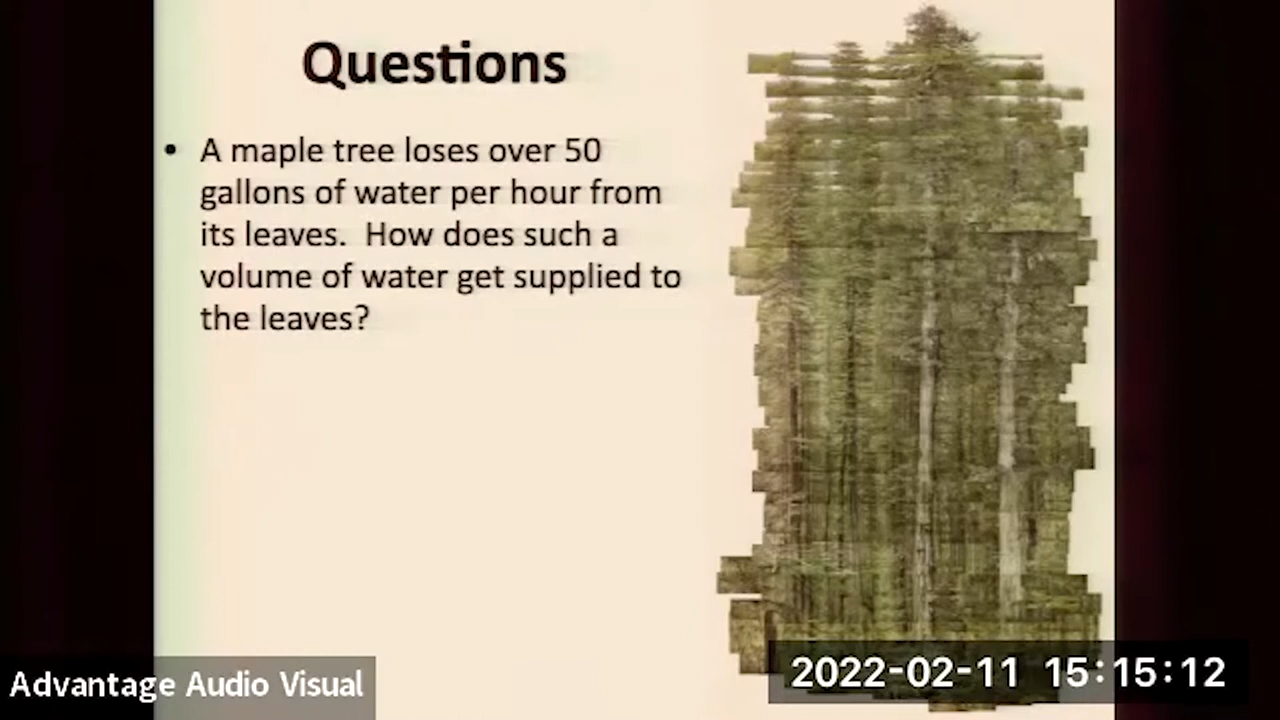 Questions
• A maple tree loses over 50
gallons of water per hour from
its leaves.  How does such a
volume of water get supplied to
the leaves?
Advantage Audio Visual
2022-02-11 15:15:12